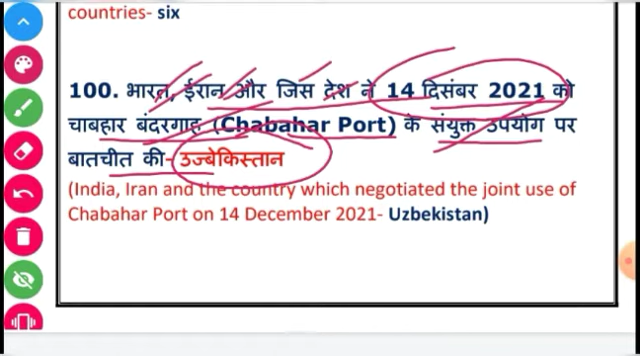 countries- six
100. भारत, ईरान और जिस देश ने 14 दिसंबर 2021 को
चाबहार बंदरगाह (Chabahar Port) के संयुक्त उपयोग पर
बातचीत की- उज्बेकिस्तान
(India, Iran and the country which negotiated the joint use of
Chabahar Port on 14 December 2021- Uzbekistan)